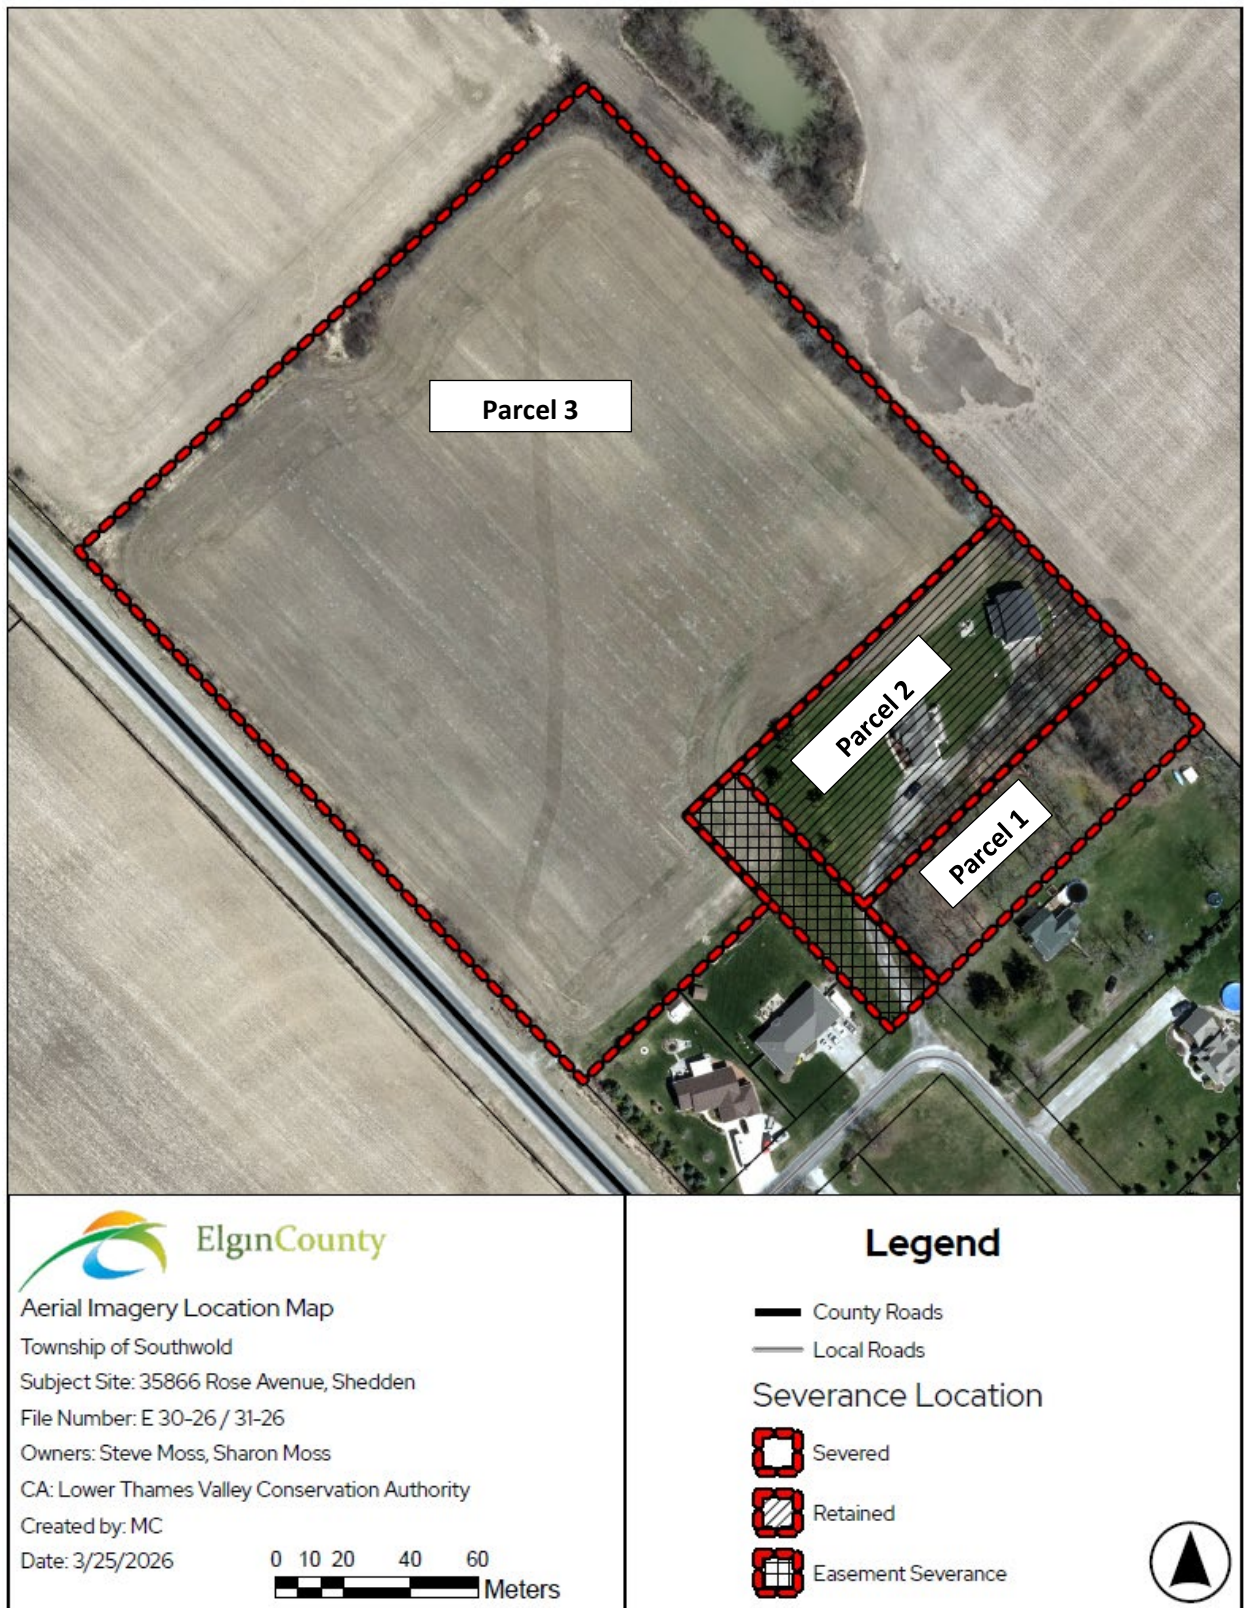 Parcel 3
Parcel 2
Parcel 1
ElginCounty
Aerial Imagery Location Map
Township of Southwold
Subject Site: 35866 Rose Avenue, Shedden
File Number: E 30-26 / 31-26
Owners: Steve Moss, Sharon Moss
CA: Lower Thames Valley Conservation Authority
Created by: MC
Date: 3/25/2026
0 10 20 40 60
Meters
Legend
County Roads
Local Roads
Severance Location
Severed
Retained
Easement Severance